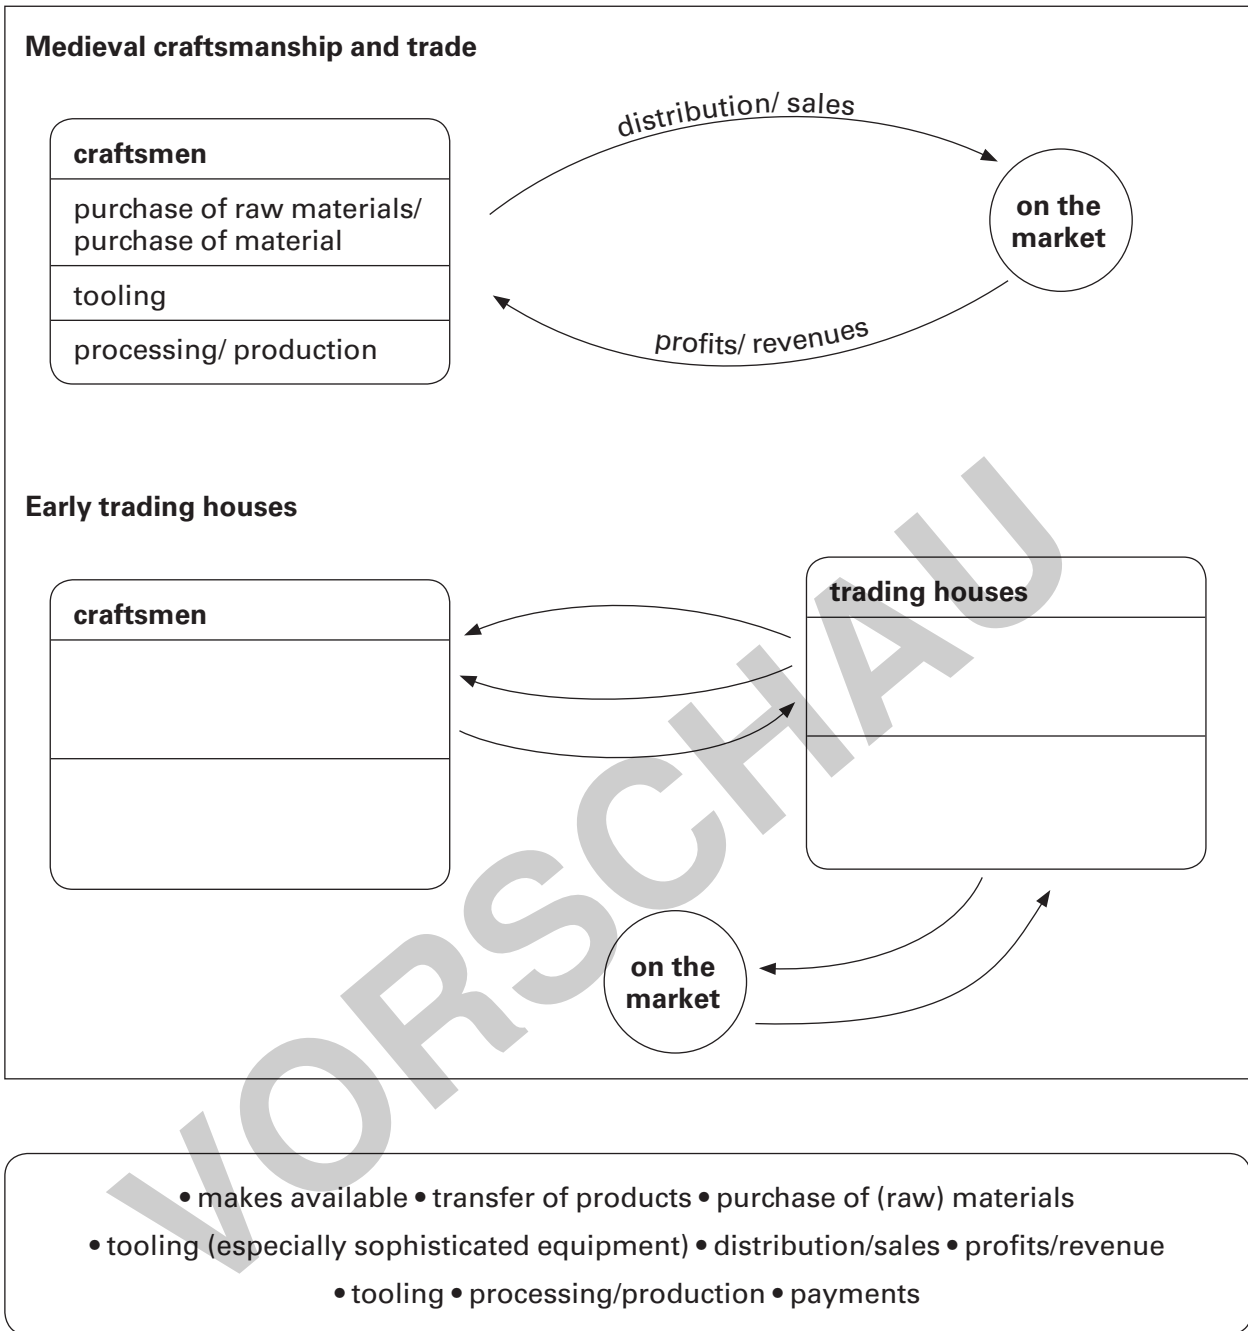 Medieval craftsmanship and trade
craftsmen
purchase of raw materials/
purchase of material
tooling
processing/ production
distribution/ sales
on the
market
profits/ revenues
Early trading houses
craftsmen
trading houses
on the
market
VORSCHAU
• makes available • transfer of products • purchase of (raw) materials
• tooling (especially sophisticated equipment) • distribution/sales • profits/revenue
• tooling • processing/production • payments